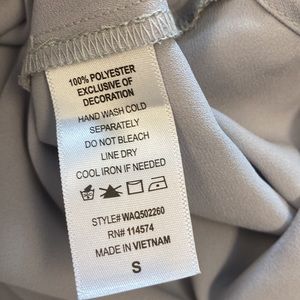 100% POLYESTER
EXCLUSIVE OF
DECORATION
HAND WASH COLD
SEPARATELY
DO NOT BLEACH
LINE DRY
COOL IRON IF NEEDED
STYLE# WAQ502260
RN# 114574
MADE IN VIETNAM
S